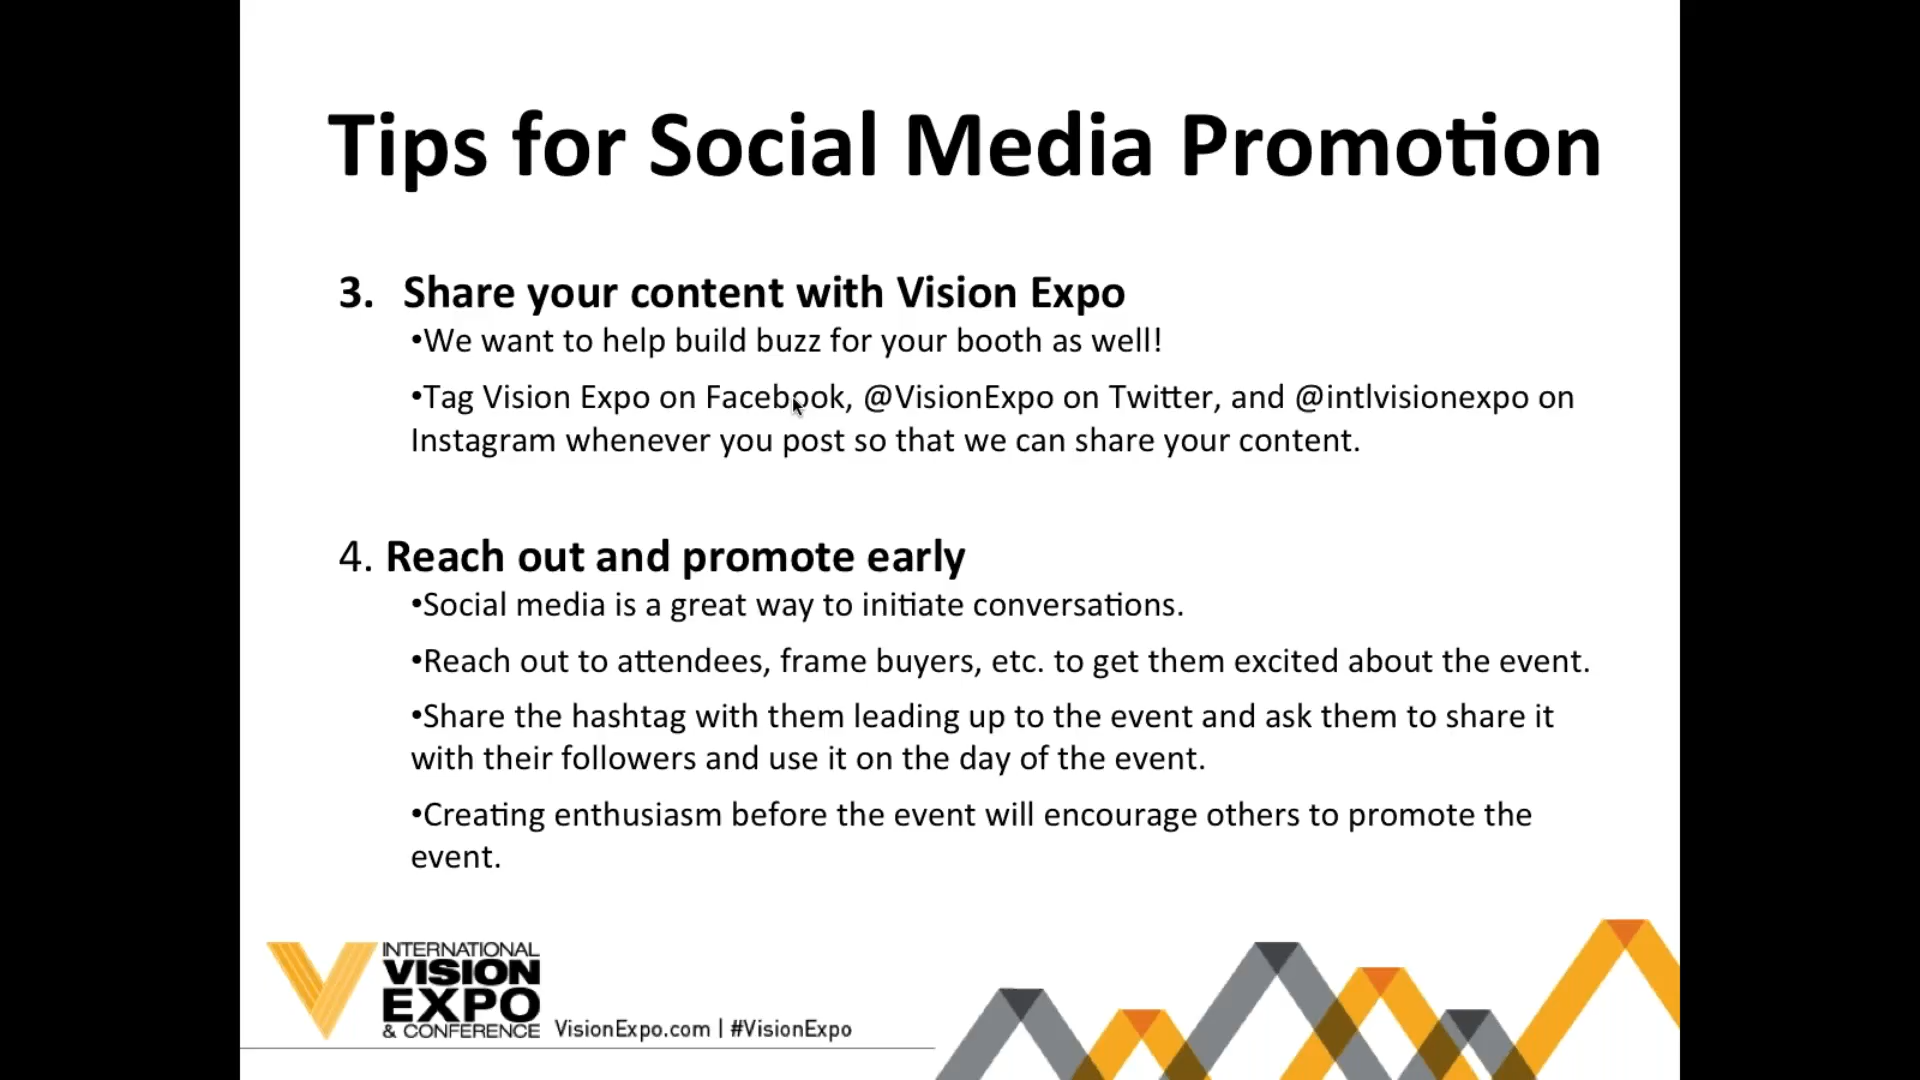 Tips for Social Media Promotion
3. Share your content with Vision Expo
•We want to help build buzz for your booth as well!
•Tag Vision Expo on Facebook, @VisionExpo on Twitter, and @intlvisionexpo on
Instagram whenever you post so that we can share your content.
4. Reach out and promote early
•Social media is a great way to initiate conversations.
•Reach out to attendees, frame buyers, etc. to get them excited about the event.
•Share the hashtag with them leading up to the event and ask them to share it
with their followers and use it on the day of the event.
•Creating enthusiasm before the event will encourage others to promote the
event.
INTERNATIONAL
VISION
EXPO
& CONFERENCE
VisionExpo.com | #VisionExpo